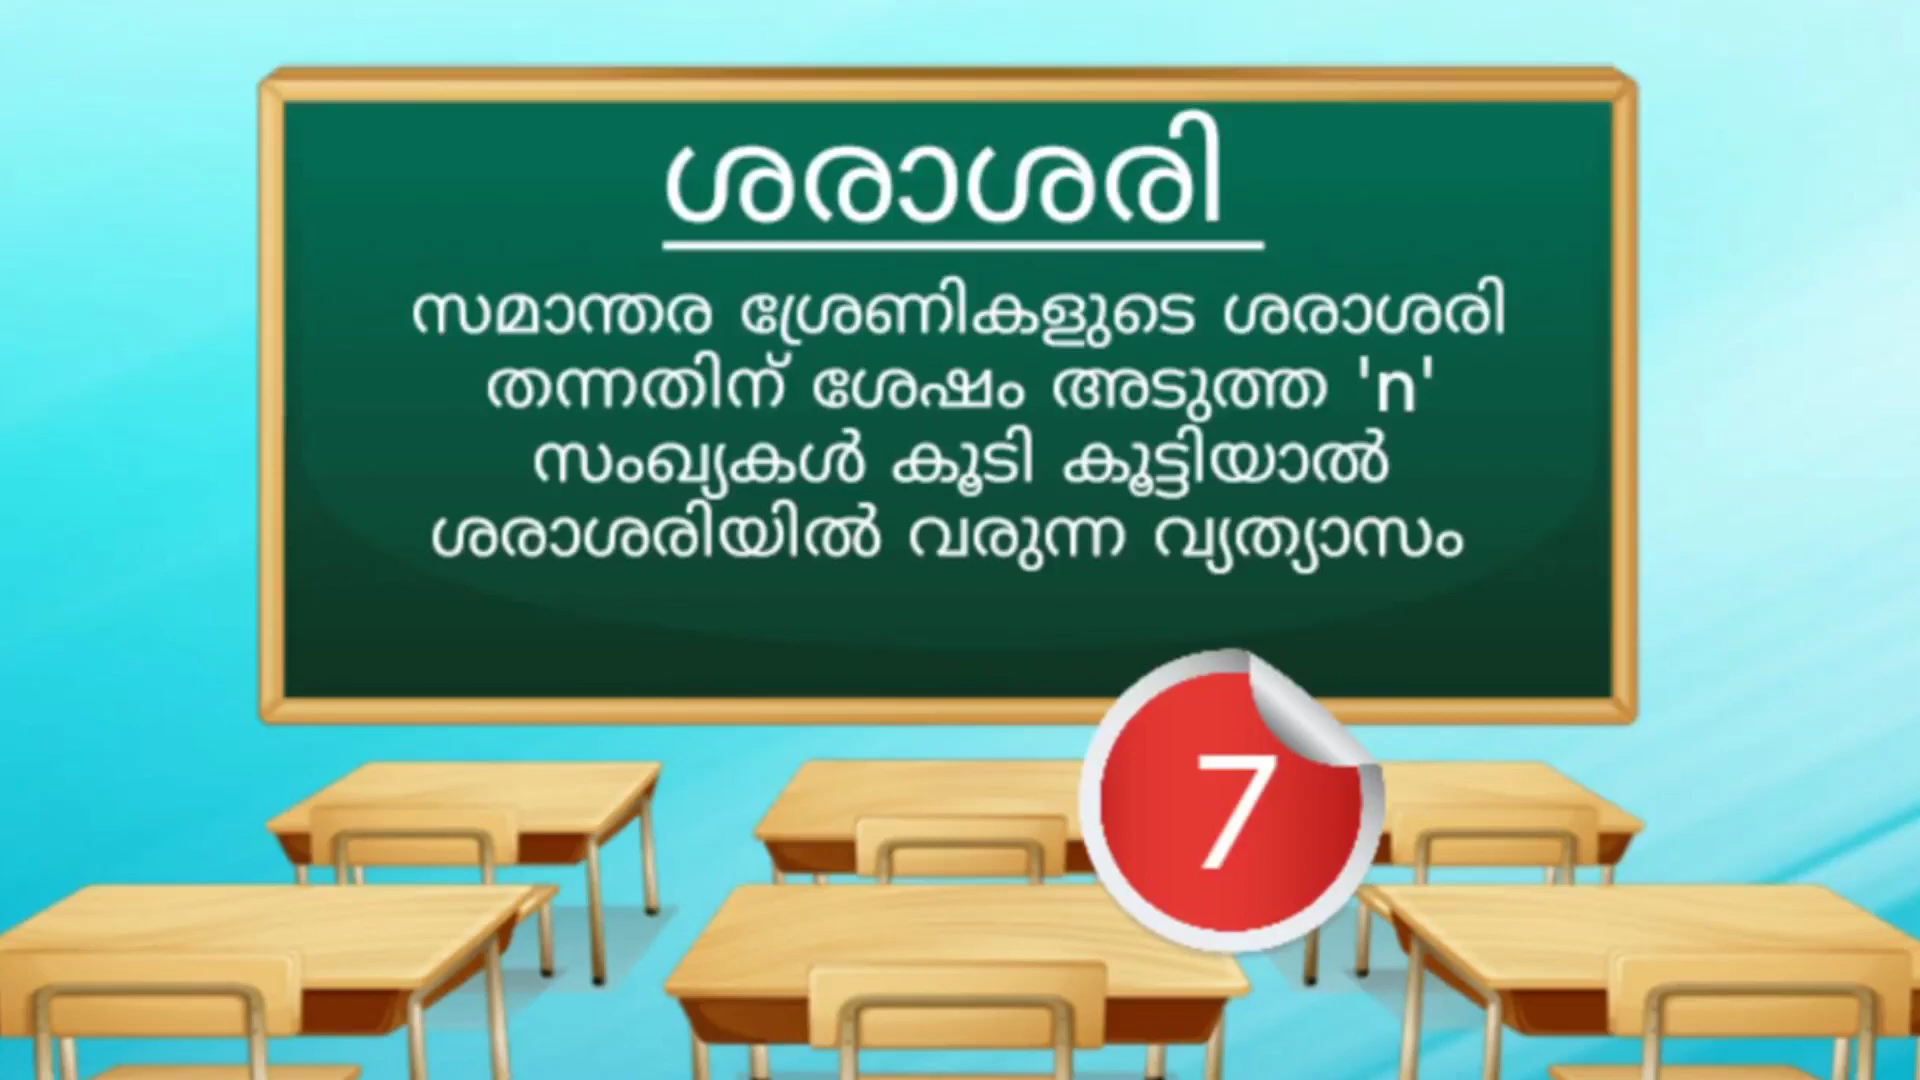 ശരാശരി
സമാന്തര ശ്രേണികളുടെ ശരാശരി
തന്നതിന് ശേഷം അടുത്ത 'n'
സംഖ്യകൾ കൂടി കൂട്ടിയാൽ
ശരാശരിയിൽ വരുന്ന വ്യത്യാസം
7